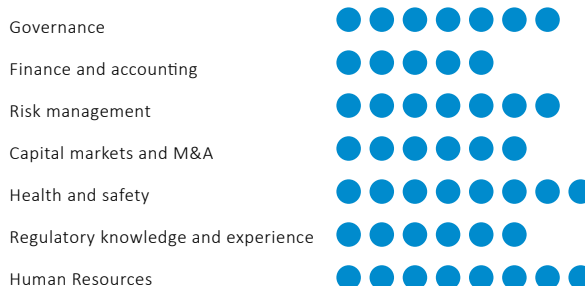 Governance
Finance and accounting
Risk management
Capital markets and M&A
Health and safety
Regulatory knowledge and experience
Human Resources